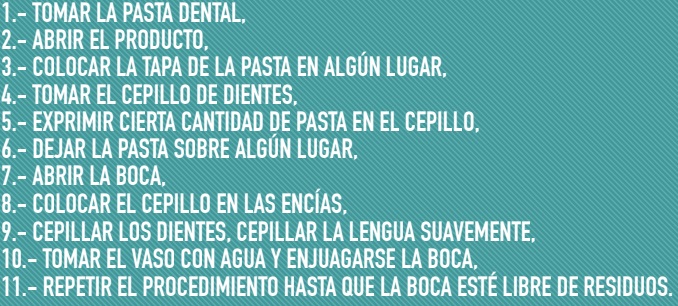 1.- TOMAR LA PASTA DENTAL,
2.- ABRIR EL PRODUCTO,
3.- COLOCAR LA TAPA DE LA PASTA EN ALGÚN LUGAR,
4.- TOMAR EL CEPILLO DE DIENTES,
5.- EXPRIMIR CIERTA CANTIDAD DE PASTA EN EL CEPILLO,
6.- DEJAR LA PASTA SOBRE ALGÚN LUGAR,
7.- ABRIR LA BOCA,
8.- COLOCAR EL CEPILLO EN LAS ENCÍAS,
9.- CEPILLAR LOS DIENTES, CEPILLAR LA LENGUA SUAVEMENTE,
10.- TOMAR EL VASO CON AGUA Y ENJUAGARSE LA BOCA,
11.- REPETIR EL PROCEDIMIENTO HASTA QUE LA BOCA ESTÉ LIBRE DE RESIDUOS.